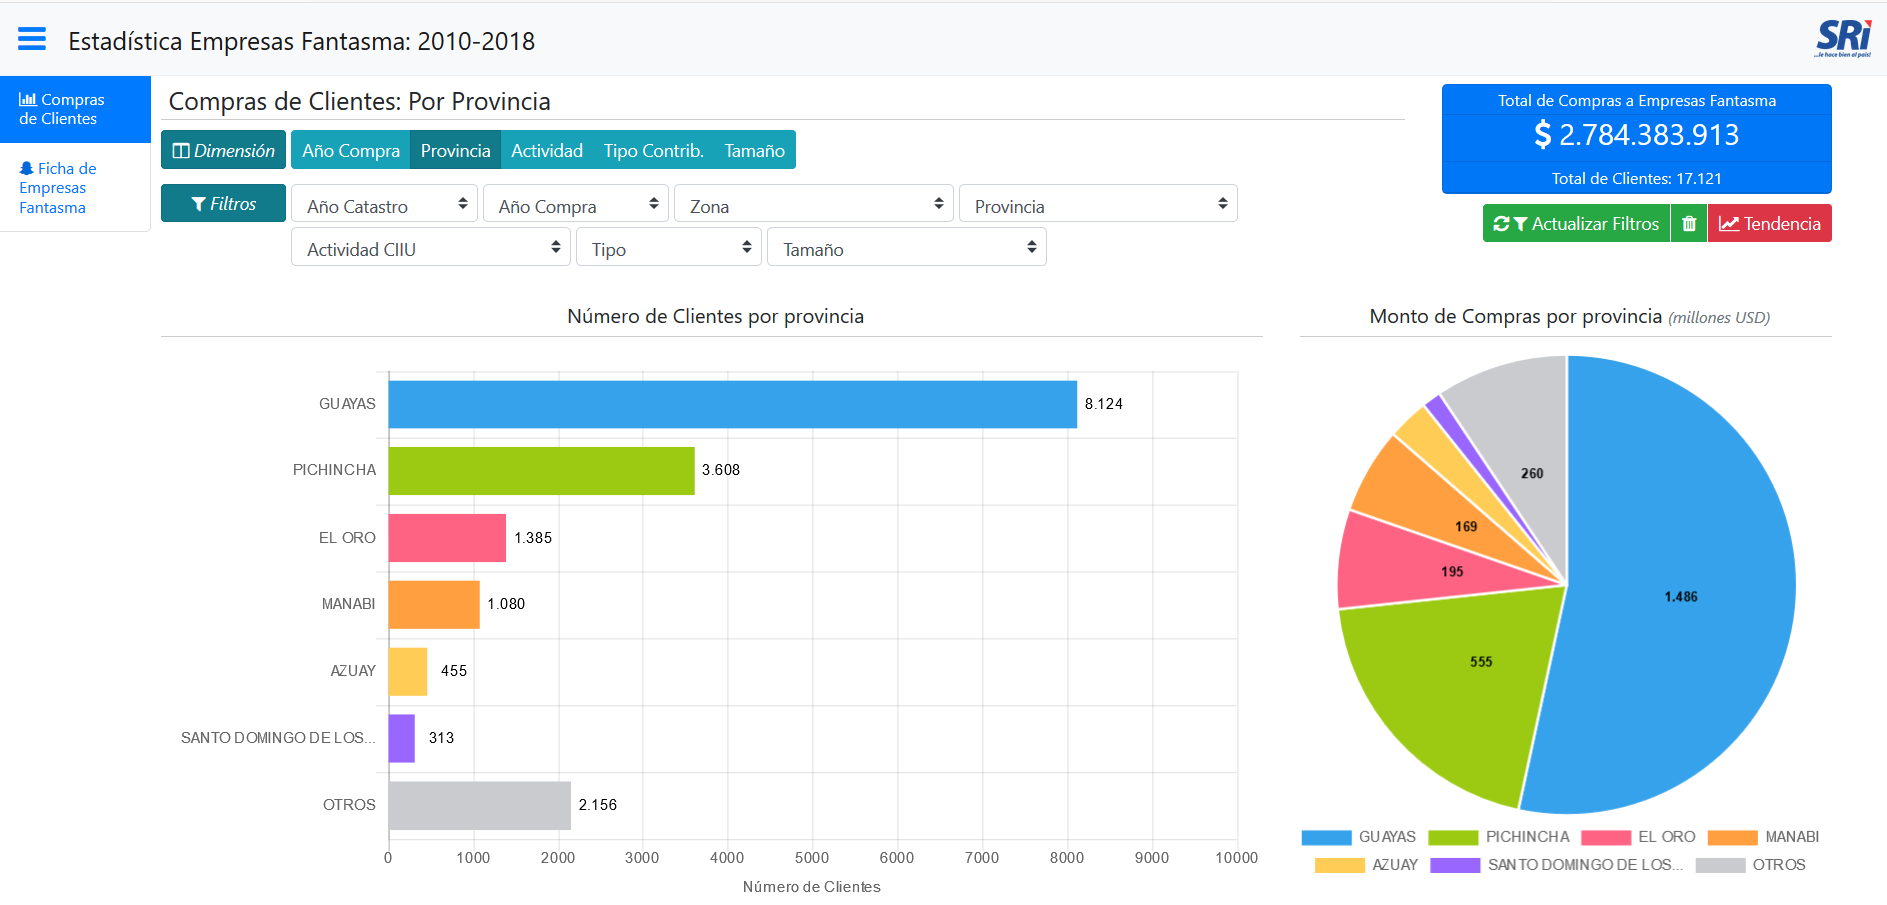 Estadística Empresas Fantasma: 2010-2018
SRi
...le hace bien al país!
Compras
de Clientes
Ficha de
Empresas
Fantasma
Compras de Clientes: Por Provincia
Dimensión
Año Compra
Provincia
Actividad
Tipo Contrib.
Tamaño
Filtros
Año Catastro
Año Compra
Zona
Provincia
Actividad CIIU
Tipo
Tamaño
Total de Compras a Empresas Fantasma
$ 2.784.383.913
Total de Clientes: 17.121
Actualizar Filtros
Tendencia
Número de Clientes por provincia
GUAYAS 8.124
PICHINCHA 3.608
EL ORO 1.385
MANABI 1.080
AZUAY 455
SANTO DOMINGO DE LOS... 313
OTROS 2.156
0 1000 2000 3000 4000 5000 6000 7000 8000 9000 10000
Número de Clientes
Monto de Compras por provincia (millones USD)
260
169
195
1.486
555
GUAYAS PICHINCHA EL ORO MANABI
AZUAY SANTO DOMINGO DE LOS... OTROS